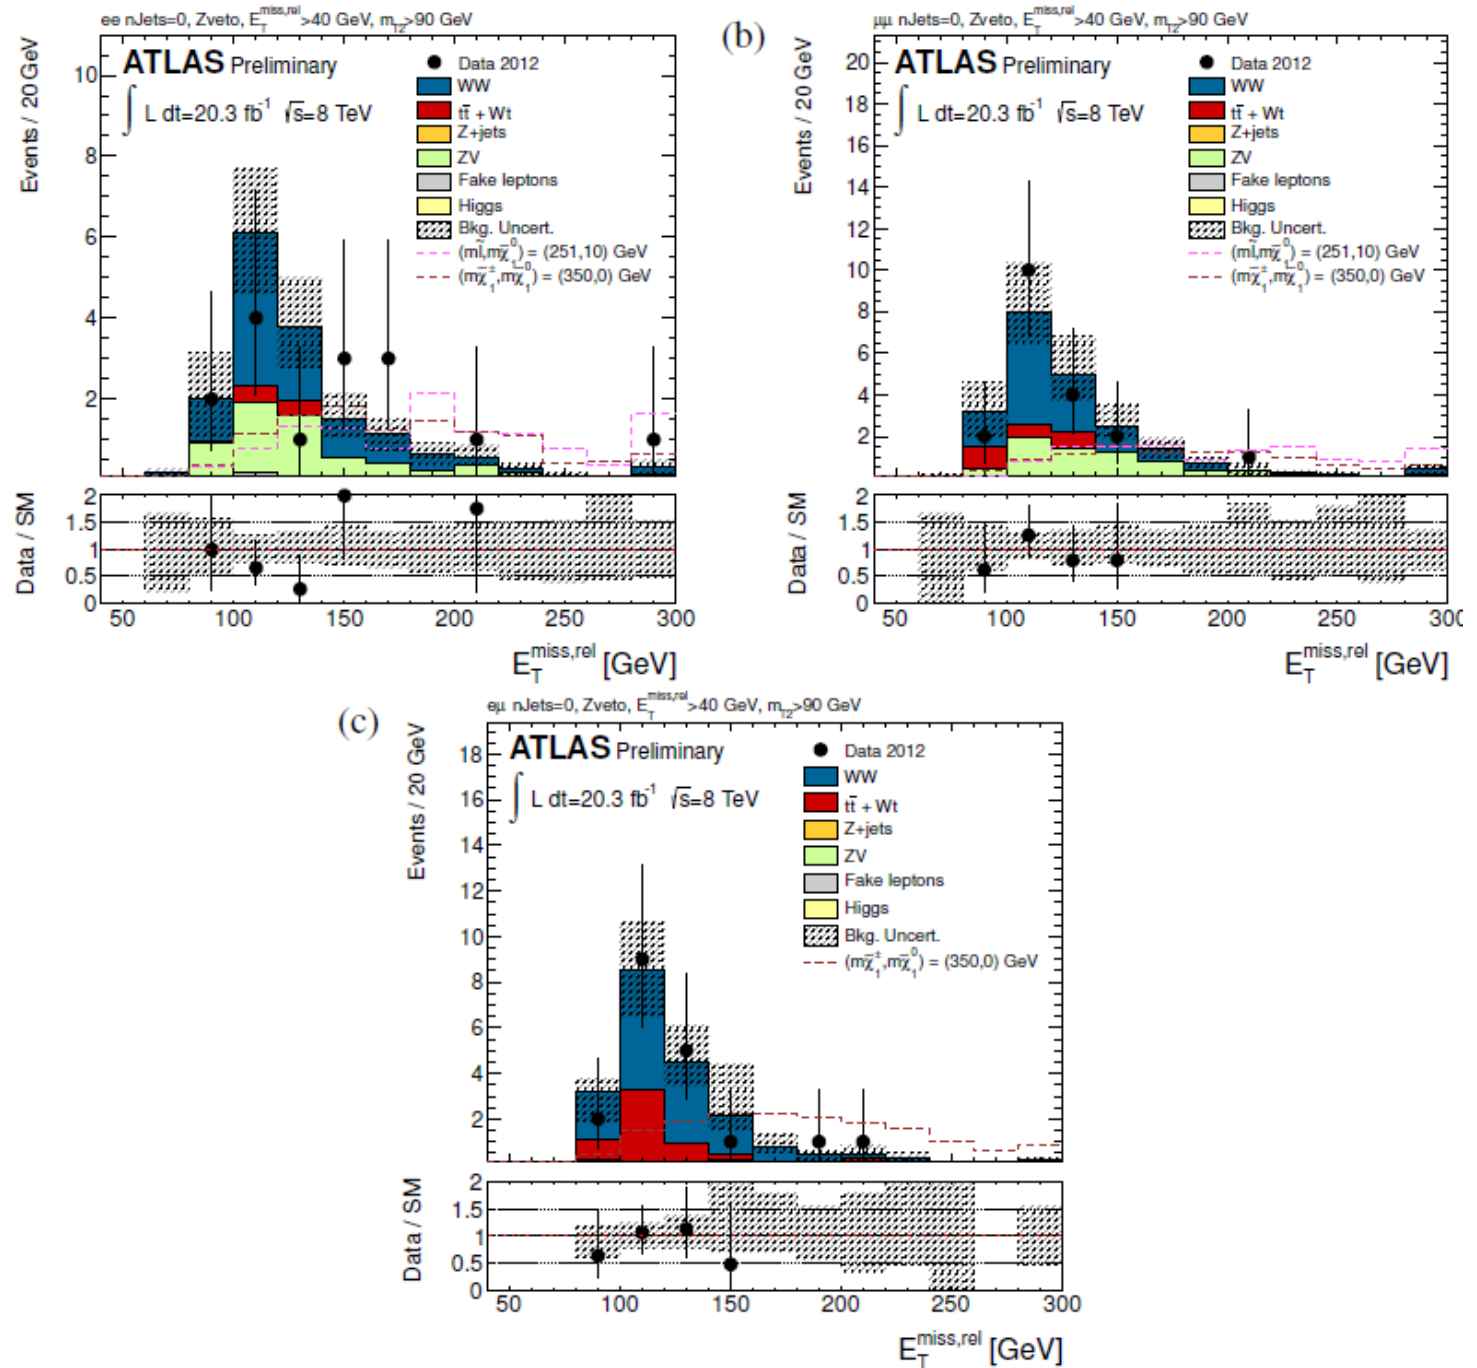 ee nJets=0, Zveto, E_T^miss,rel>40 GeV, m_T2>90 GeV
ATLAS Preliminary
∫ L dt=20.3 fb⁻¹ √s=8 TeV
Data 2012
WW
tt̄ + Wt
Z+jets
ZV
Fake leptons
Higgs
Bkg. Uncert.
(m l̃, m χ̃₁⁰) = (251,10) GeV
(m χ̃₁±, m χ̃₁⁰) = (350,0) GeV
Events / 20 GeV
10
8
6
4
2
Data / SM
2
1.5
1
0.5
0
50 100 150 200 250 300
E_T^miss,rel [GeV]
(b)
μμ nJets=0, Zveto, E_T^miss,rel>40 GeV, m_T2>90 GeV
ATLAS Preliminary
∫ L dt=20.3 fb⁻¹ √s=8 TeV
Data 2012
WW
tt̄ + Wt
Z+jets
ZV
Fake leptons
Higgs
Bkg. Uncert.
(m l̃, m χ̃₁⁰) = (251,10) GeV
(m χ̃₁±, m χ̃₁⁰) = (350,0) GeV
Events / 20 GeV
20
18
16
14
12
10
8
6
4
2
Data / SM
2
1.5
1
0.5
0
50 100 150 200 250 300
E_T^miss,rel [GeV]
(c)
eμ nJets=0, Zveto, E_T^miss,rel>40 GeV, m_T2>90 GeV
ATLAS Preliminary
∫ L dt=20.3 fb⁻¹ √s=8 TeV
Data 2012
WW
tt̄ + Wt
Z+jets
ZV
Fake leptons
Higgs
Bkg. Uncert.
(m χ̃₁±, m χ̃₁⁰) = (350,0) GeV
Events / 20 GeV
18
16
14
12
10
8
6
4
2
Data / SM
2
1.5
1
0.5
0
50 100 150 200 250 300
E_T^miss,rel [GeV]